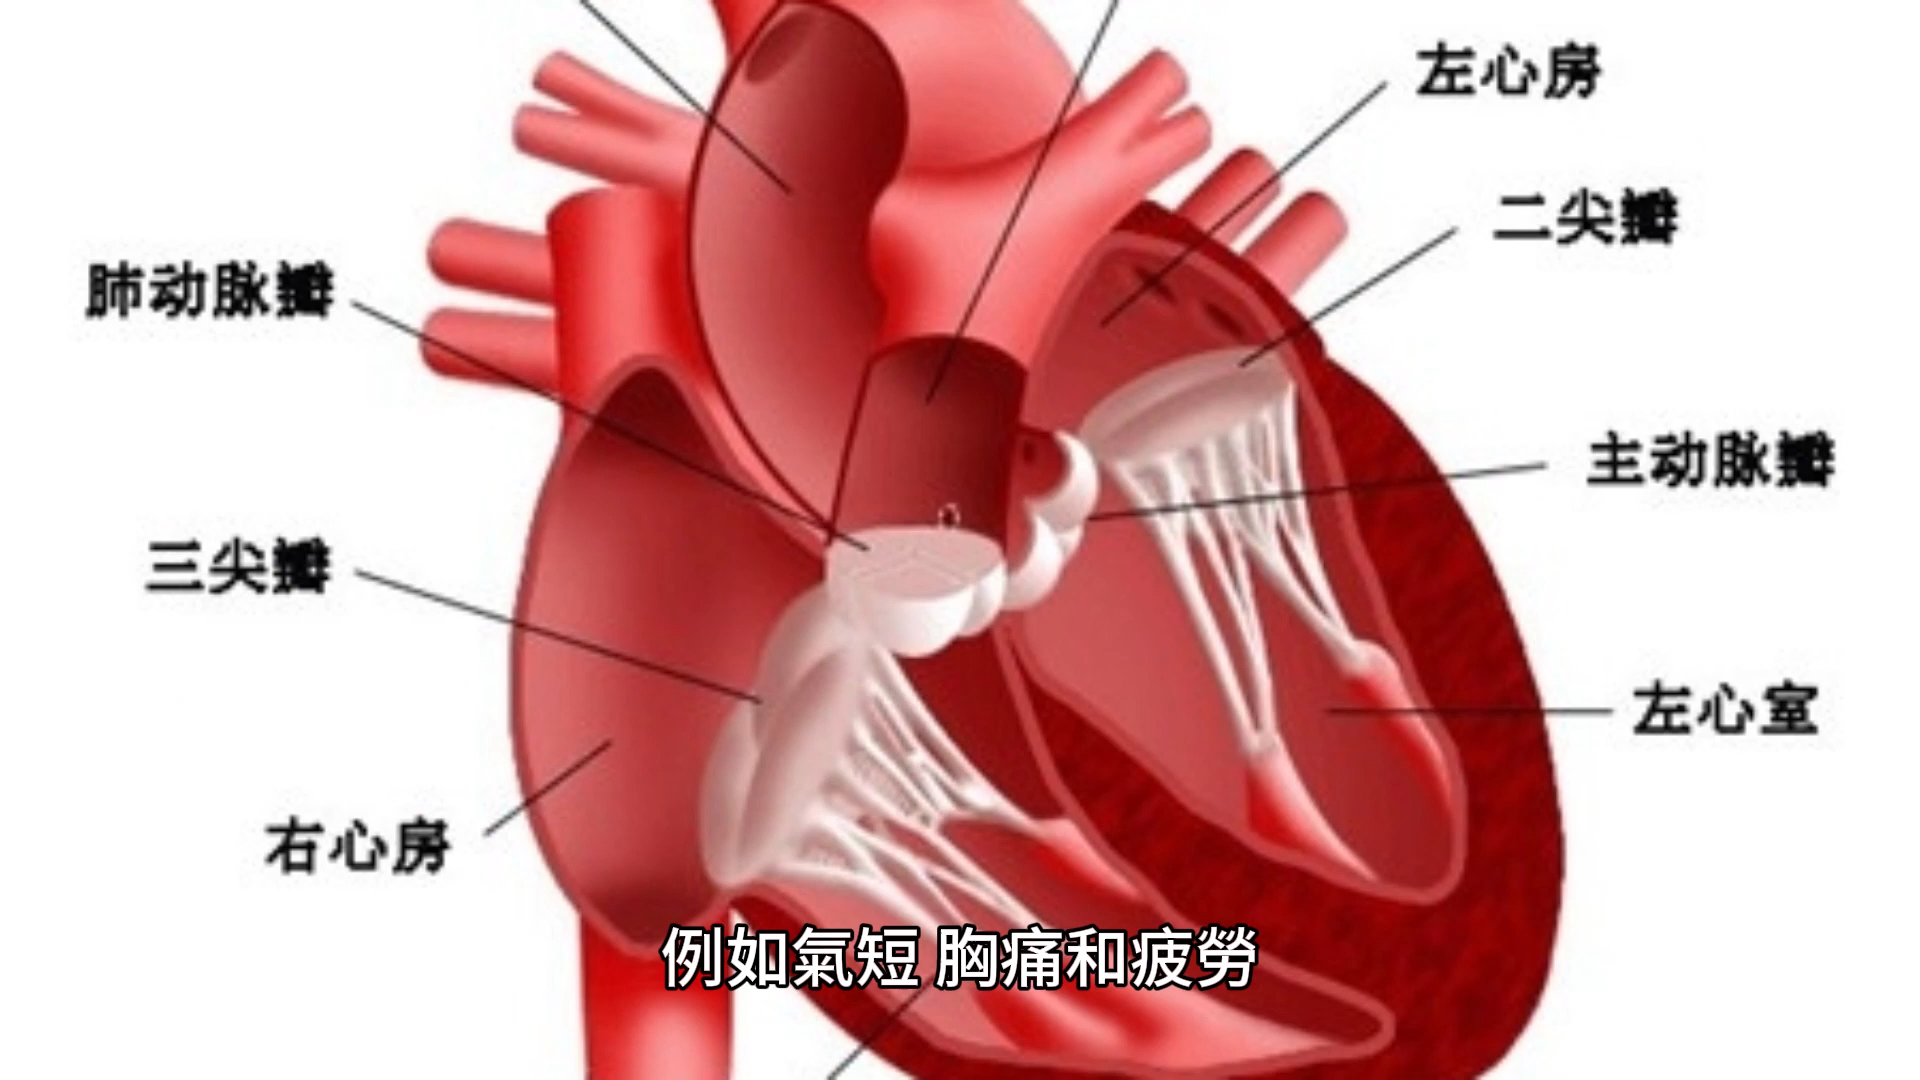 左心房
二尖瓣
肺动脉瓣
主动脉瓣
三尖瓣
左心室
右心房
例如氣短 胸痛和疲勞